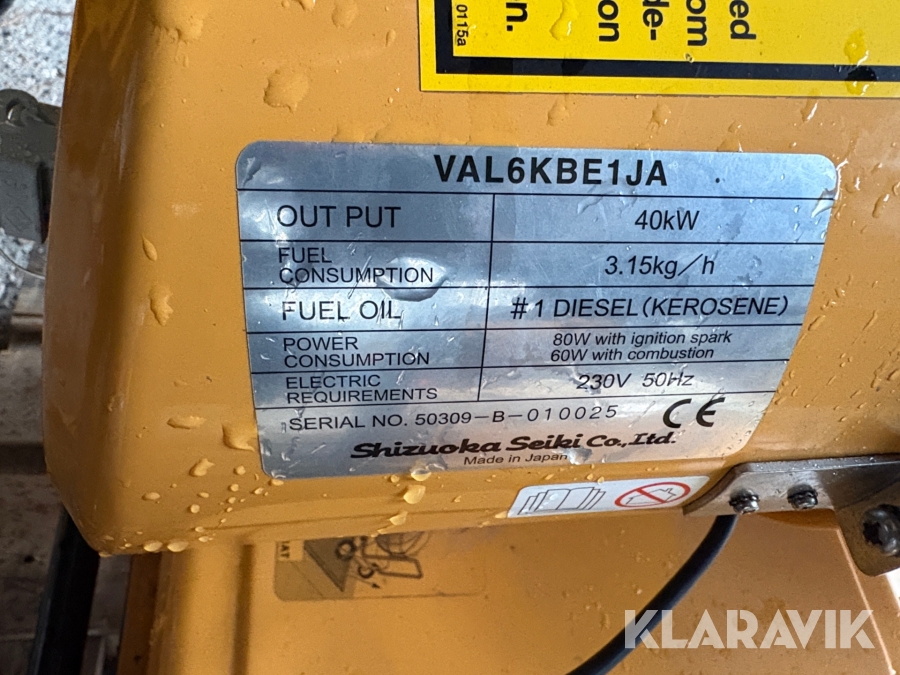 ed
om
de-
on
n.
0115a
VAL6KBE1JA
OUT PUT 40kW
FUEL CONSUMPTION 3.15kg/h
FUEL OIL #1 DIESEL(KEROSENE)
POWER CONSUMPTION 80W with ignition spark
60W with combustion
ELECTRIC REQUIREMENTS 230V 50Hz
SERIAL NO. 50309-B-010025 CE
Shizuoka Seiki Co.,Ltd.
Made in Japan
KLARAVIK